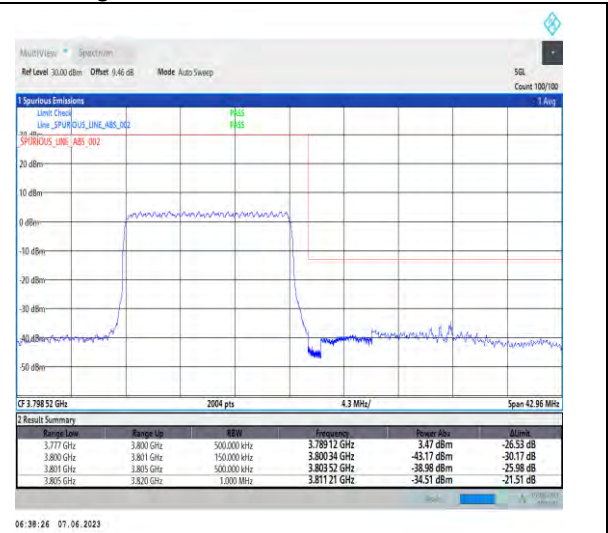 MultiView Spectrum
Ref Level 30.00 dBm Offset 9.46 dB Mode Auto Sweep SGL
Count 100/100
1 Spurious Emissions 1 Avg
Limit Check PASS
Line _SPURIOUS_LINE_ABS_002 PASS
_SPURIOUS_LINE_ABS_002
20 dBm
10 dBm
0 dBm
-10 dBm
-20 dBm
-30 dBm
-40 dBm
-50 dBm
CF 3.798 52 GHz 2004 pts 4.3 MHz/ Span 42.96 MHz
2 Result Summary
Range Low Range Up RBW Frequency Power Abs ΔLimit
3.777 GHz 3.800 GHz 500.000 kHz 3.789 12 GHz 3.47 dBm -26.53 dB
3.800 GHz 3.801 GHz 150.000 kHz 3.800 34 GHz -43.17 dBm -30.17 dB
3.801 GHz 3.805 GHz 500.000 kHz 3.803 52 GHz -38.98 dBm -25.98 dB
3.805 GHz 3.820 GHz 1.000 MHz 3.811 21 GHz -34.51 dBm -21.51 dB
06:38:26 07.06.2023